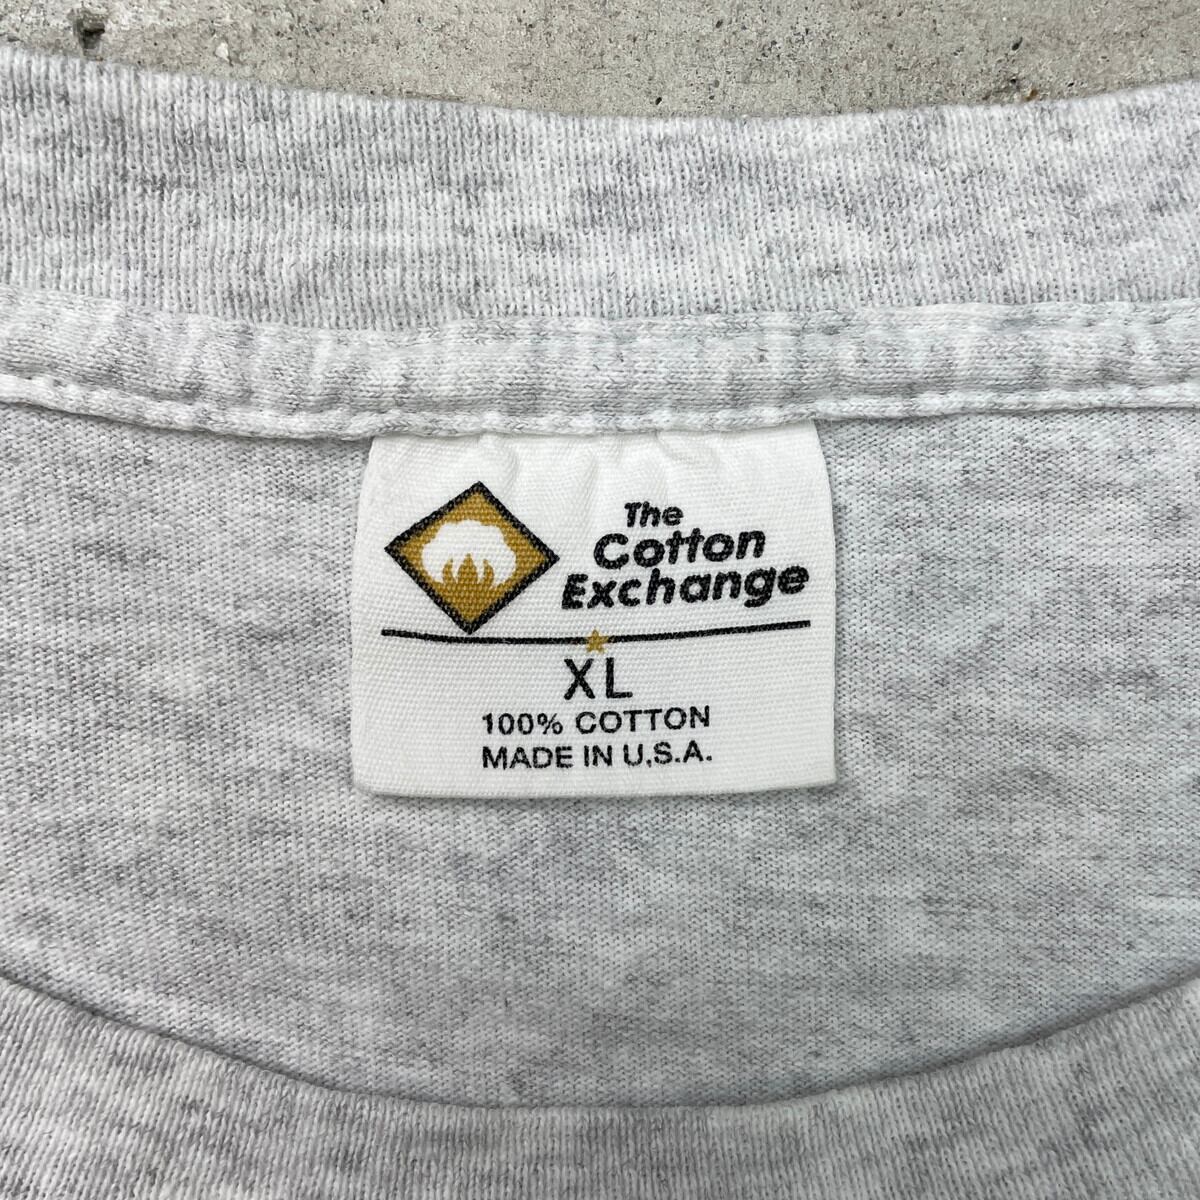 The
Cotton
Exchange
XL
100% COTTON
MADE IN U.S.A.